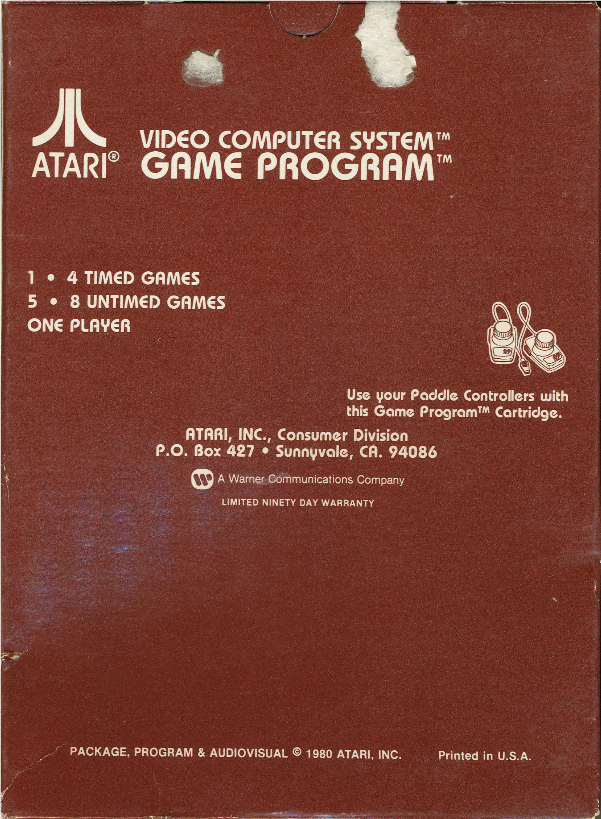 VIDEO COMPUTER SYSTEM™
ATARI® GAME PROGRAM™
1 • 4 TIMED GAMES
5 • 8 UNTIMED GAMES
ONE PLAYER
Use your Paddle Controllers with
this Game Program™ Cartridge.
ATARI, INC., Consumer Division
P.O. Box 427 • Sunnyvale, CA. 94086
A Warner Communications Company
LIMITED NINETY DAY WARRANTY
PACKAGE, PROGRAM & AUDIOVISUAL © 1980 ATARI, INC. Printed in U.S.A.